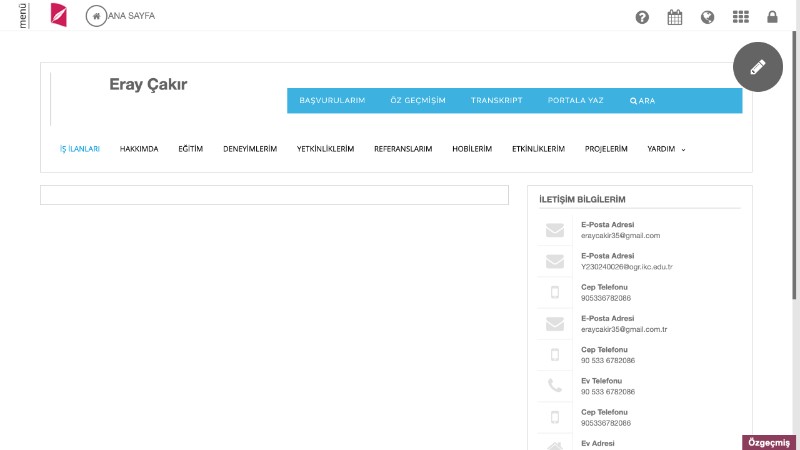 menü
ANA SAYFA
Eray Çakır
BAŞVURULARIM ÖZ GEÇMİŞİM TRANSKRIPT PORTALA YAZ ARA
İŞ İLANLARI HAKKIMDA EĞİTİM DENEYİMLERİM YETKİNLİKLERİM REFERANSLARIM HOBİLERİM ETKİNLİKLERİM PROJELERİM YARDIM
İLETİŞİM BİLGİLERİM
E-Posta Adresi
eraycakir35@gmail.com
E-Posta Adresi
Y230240026@ogr.ikc.edu.tr
Cep Telefonu
905336782086
E-Posta Adresi
eraycakir35@gmail.com.tr
Cep Telefonu
90 533 6782086
Ev Telefonu
90 533 6782086
Cep Telefonu
905336782086
Ev Adresi
Özgeçmiş